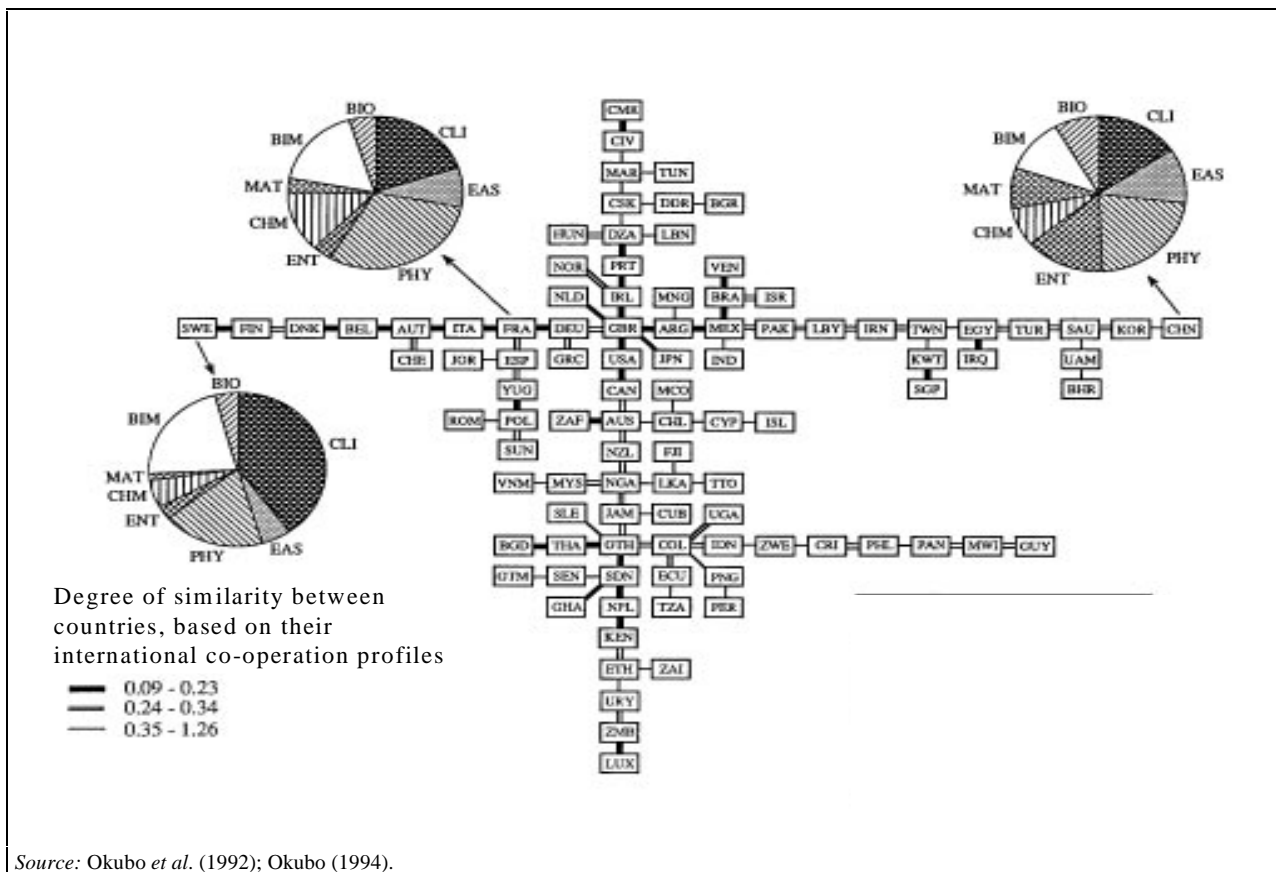 CMR
BIO CLI BIM EAS MAT CHM ENT PHY
BIO CLI BIM EAS MAT CHM ENT PHY
CIV
MAR TUN
CSK DDR BGR
HUN DZA LBN
NOR PRT VEN
NLD IRL MNG BRA ISR
SWE FIN DNK BEL AUT ITA FRA DEU GBR ARG MEX PAK LBY IRN TWN EGY TUR SAU KOR CHN
CHE JOR ESP GRC USA JPN IND KWT IRQ UAM
YUG CAN MCO SGP BHR
ROM POL ZAF AUS CHL CYP ISL
SUN NZL FJI
VNM MYS NGA LKA TTO
SLE JAM CUB UGA
BGD THA OTH COL IDN ZWE CRI PHL PAN MWI GUY
GTM SEN SDN ECU PNG
GHA NPL TZA PER
KEN
ETH ZAI
URY
ZMB
LUX
BIO CLI BIM MAT CHM ENT PHY EAS
Degree of similarity between
countries, based on their
international co-operation profiles
0.09 - 0.23
0.24 - 0.34
0.35 - 1.26
Source: Okubo et al. (1992); Okubo (1994).